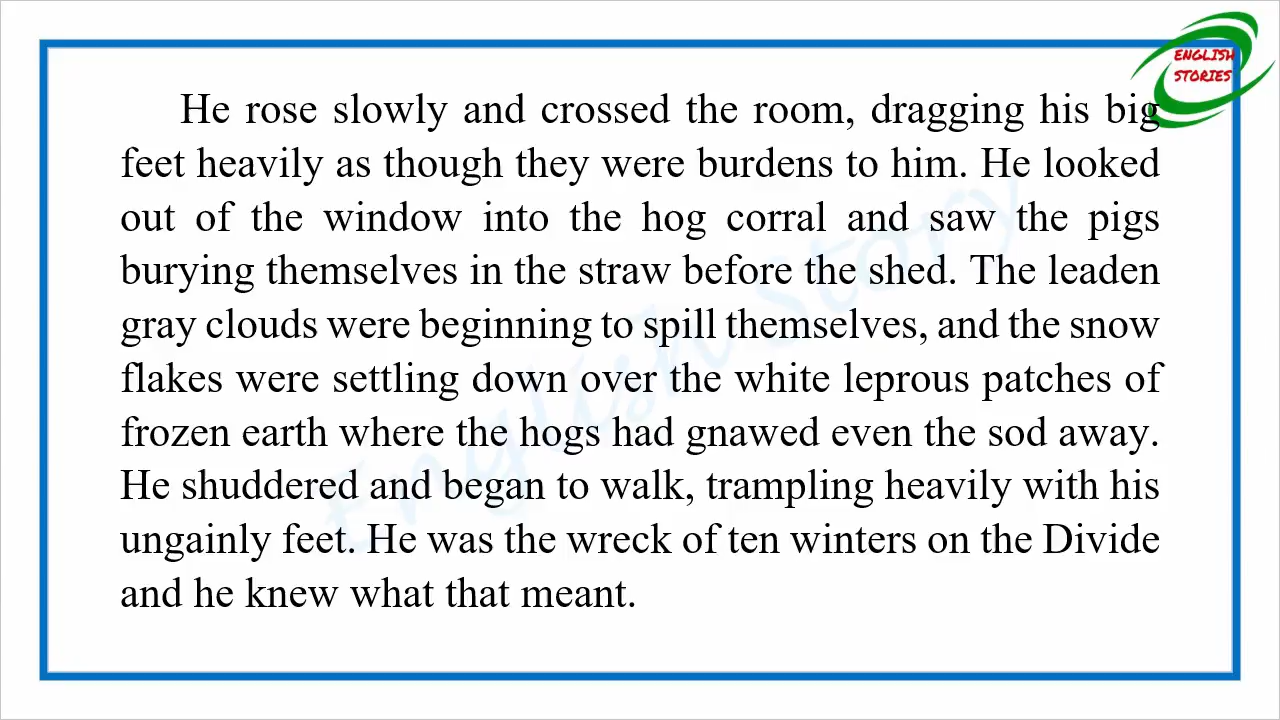 ENGLISH
STORIES
He rose slowly and crossed the room, dragging his big
feet heavily as though they were burdens to him. He looked
out of the window into the hog corral and saw the pigs
burying themselves in the straw before the shed. The leaden
gray clouds were beginning to spill themselves, and the snow
flakes were settling down over the white leprous patches of
frozen earth where the hogs had gnawed even the sod away.
He shuddered and began to walk, trampling heavily with his
ungainly feet. He was the wreck of ten winters on the Divide
and he knew what that meant.
English Story